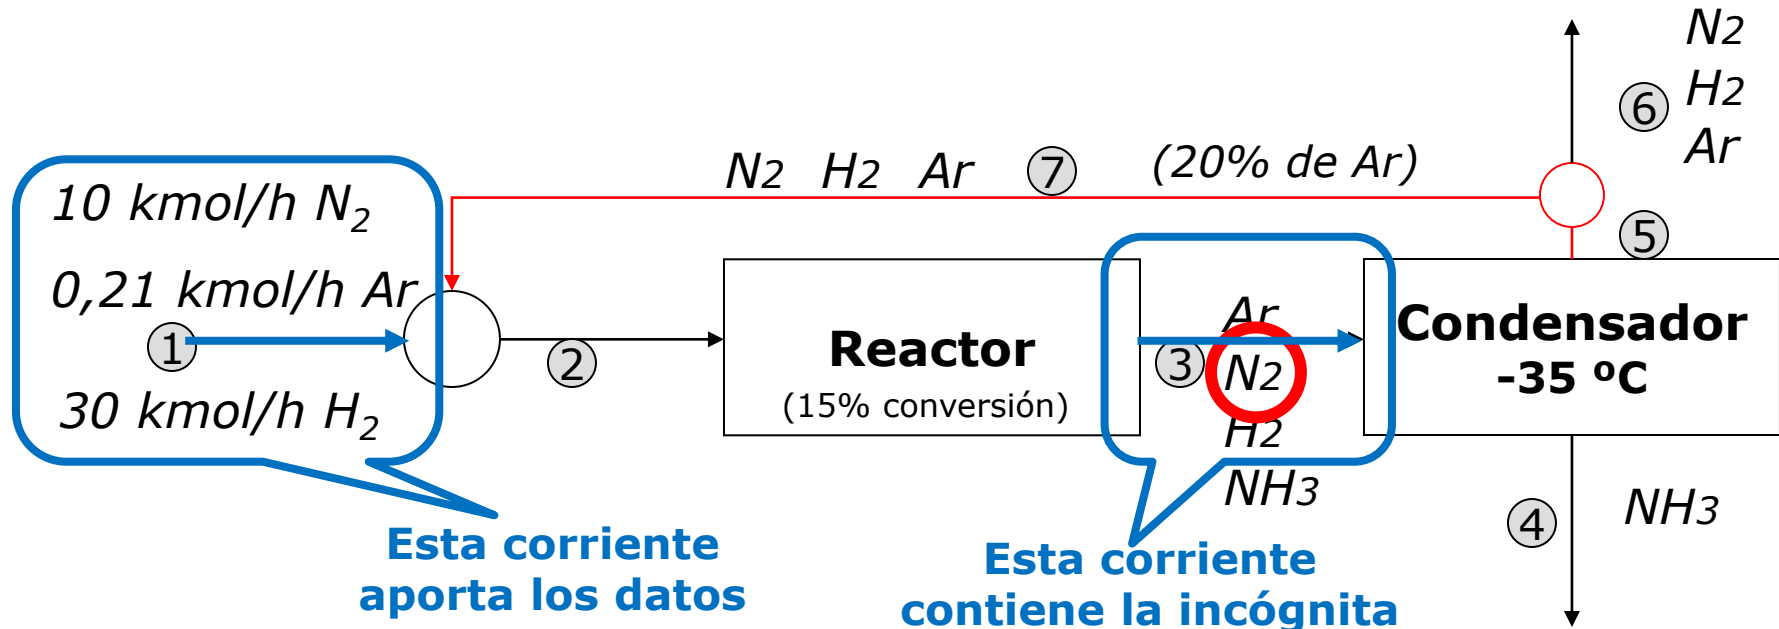 N2
H2
Ar
6
N2 H2 Ar 7 (20% de Ar)
5
10 kmol/h N2
0,21 kmol/h Ar
1
30 kmol/h H2
2
Reactor
(15% conversión)
3
Ar
N2
H2
NH3
Condensador
-35 ºC
4
NH3
Esta corriente
aporta los datos
Esta corriente
contiene la incógnita